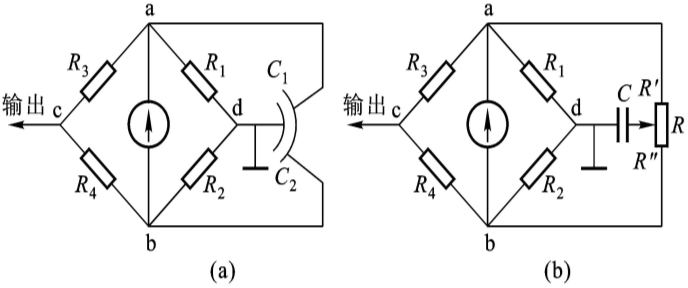 a
R₃
R₁
C₁
输出
c
d
R₄
R₂
C₂
b
(a)
a
R₃
R₁
C
R′
输出
c
d
R
R″
R₄
R₂
b
(b)